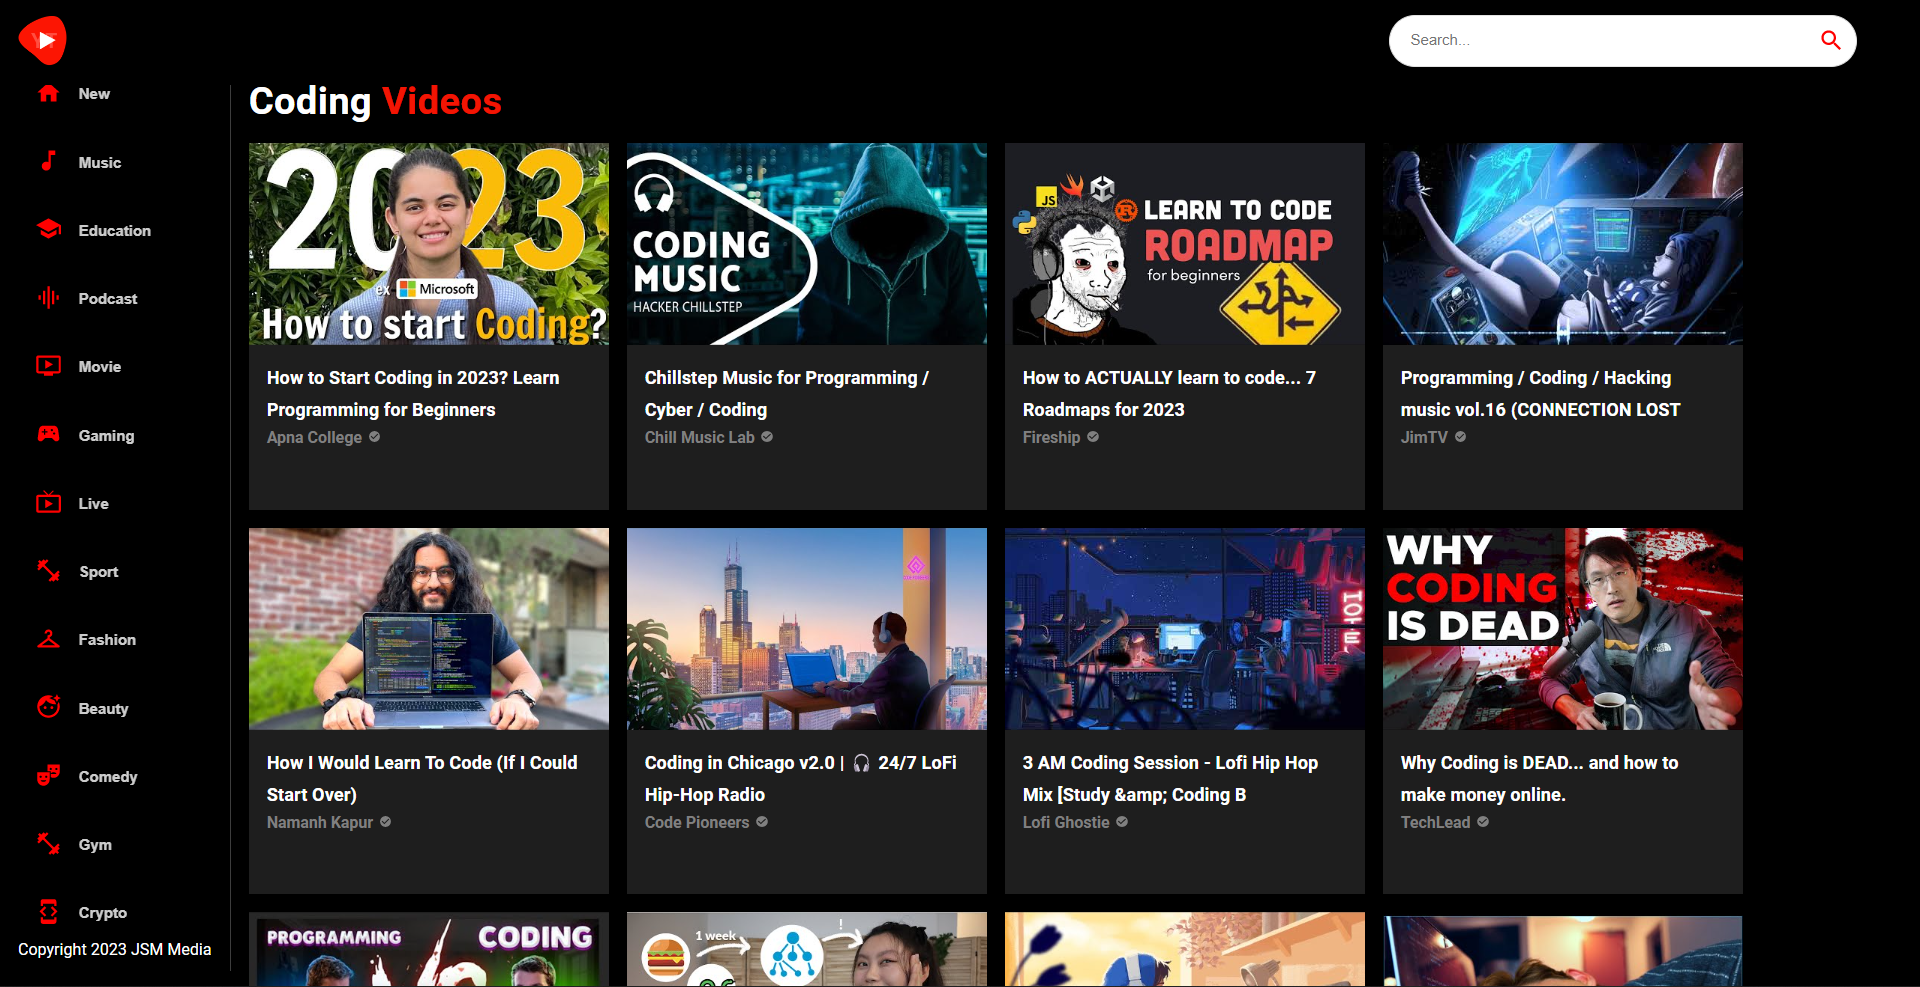 Search...
New
Music
Education
Podcast
Movie
Gaming
Live
Sport
Fashion
Beauty
Comedy
Gym
Crypto
Copyright 2023 JSM Media
Coding Videos
2023
ex Microsoft
How to start Coding?
How to Start Coding in 2023? Learn
Programming for Beginners
Apna College
CODING
MUSIC
HACKER CHILLSTEP
Chillstep Music for Programming /
Cyber / Coding
Chill Music Lab
JS
LEARN TO CODE
ROADMAP
for beginners
How to ACTUALLY learn to code... 7
Roadmaps for 2023
Fireship
Programming / Coding / Hacking
music vol.16 (CONNECTION LOST
JimTV
How I Would Learn To Code (If I Could
Start Over)
Namanh Kapur
Coding in Chicago v2.0 | 🎧 24/7 LoFi
Hip-Hop Radio
Code Pioneers
3 AM Coding Session - Lofi Hip Hop
Mix [Study &amp; Coding B
Lofi Ghostie
WHY
CODING
IS DEAD
Why Coding is DEAD... and how to
make money online.
TechLead
PROGRAMMING
CODING
1 week
!